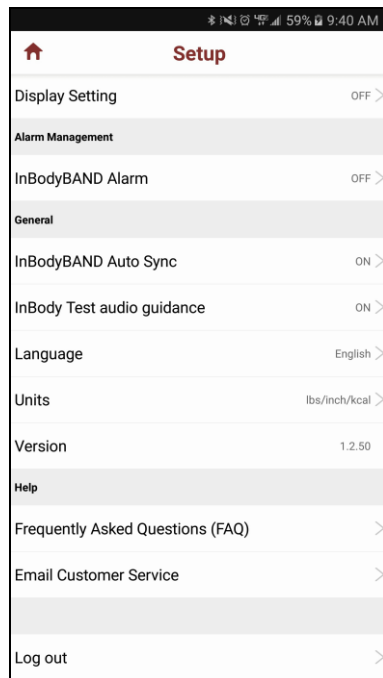 59% 9:40 AM
Setup
Display Setting OFF
Alarm Management
InBodyBAND Alarm OFF
General
InBodyBAND Auto Sync ON
InBody Test audio guidance ON
Language English
Units lbs/inch/kcal
Version 1.2.50
Help
Frequently Asked Questions (FAQ)
Email Customer Service
Log out